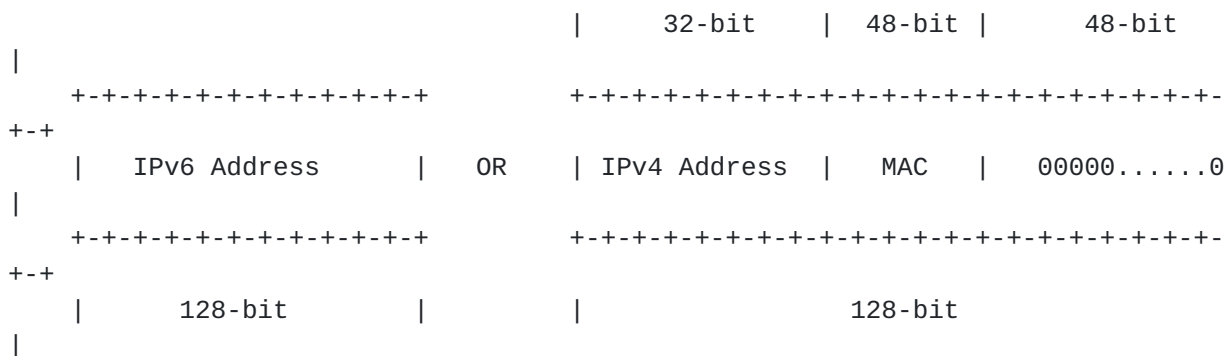 |     32-bit    | 48-bit |      48-bit
|
    +-+-+-+-+-+-+-+-+-+-+-+         +-+-+-+-+-+-+-+-+-+-+-+-+-+-+-+-+-+-+-+-+-
+-+
    |   IPv6 Address      |   OR    | IPv4 Address  |   MAC   |   00000......0
|
    +-+-+-+-+-+-+-+-+-+-+-+         +-+-+-+-+-+-+-+-+-+-+-+-+-+-+-+-+-+-+-+-+-
+-+
    |      128-bit        |         |                 128-bit
|